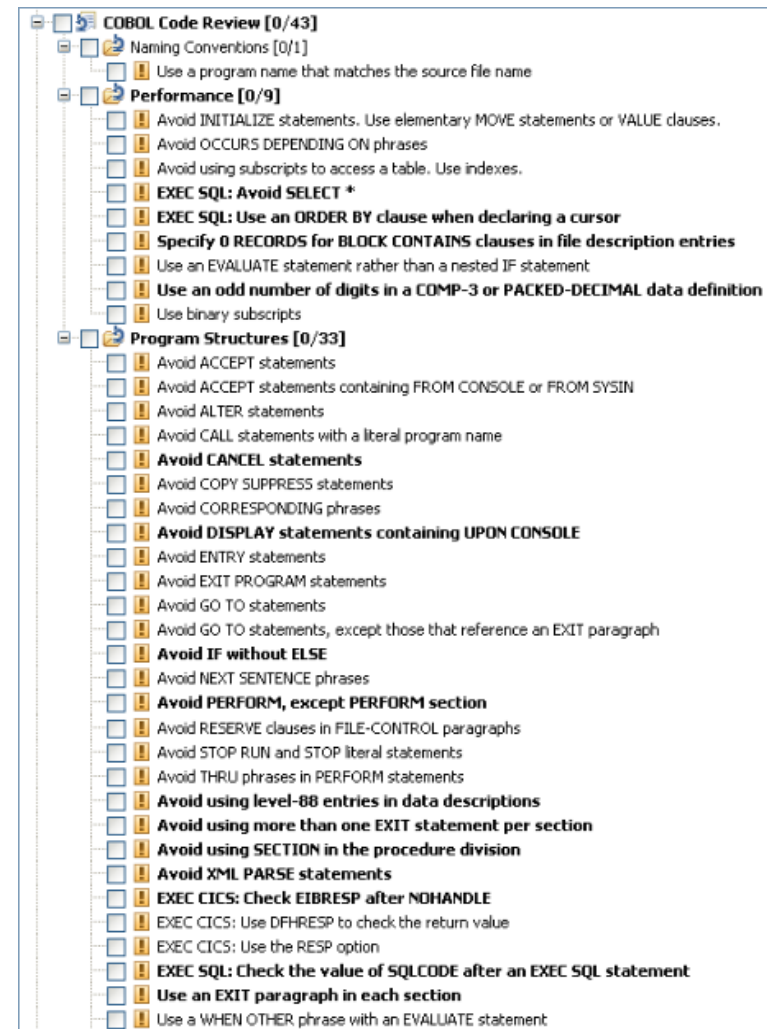 COBOL Code Review [0/43]
Naming Conventions [0/1]
Use a program name that matches the source file name
Performance [0/9]
Avoid INITIALIZE statements. Use elementary MOVE statements or VALUE clauses.
Avoid OCCURS DEPENDING ON phrases
Avoid using subscripts to access a table. Use indexes.
EXEC SQL: Avoid SELECT *
EXEC SQL: Use an ORDER BY clause when declaring a cursor
Specify 0 RECORDS for BLOCK CONTAINS clauses in file description entries
Use an EVALUATE statement rather than a nested IF statement
Use an odd number of digits in a COMP-3 or PACKED-DECIMAL data definition
Use binary subscripts
Program Structures [0/33]
Avoid ACCEPT statements
Avoid ACCEPT statements containing FROM CONSOLE or FROM SYSIN
Avoid ALTER statements
Avoid CALL statements with a literal program name
Avoid CANCEL statements
Avoid COPY SUPPRESS statements
Avoid CORRESPONDING phrases
Avoid DISPLAY statements containing UPON CONSOLE
Avoid ENTRY statements
Avoid EXIT PROGRAM statements
Avoid GO TO statements
Avoid GO TO statements, except those that reference an EXIT paragraph
Avoid IF without ELSE
Avoid NEXT SENTENCE phrases
Avoid PERFORM, except PERFORM section
Avoid RESERVE clauses in FILE-CONTROL paragraphs
Avoid STOP RUN and STOP literal statements
Avoid THRU phrases in PERFORM statements
Avoid using level-88 entries in data descriptions
Avoid using more than one EXIT statement per section
Avoid using SECTION in the procedure division
Avoid XML PARSE statements
EXEC CICS: Check EIBRESP after NOHANDLE
EXEC CICS: Use DFHRESP to check the return value
EXEC CICS: Use the RESP option
EXEC SQL: Check the value of SQLCODE after an EXEC SQL statement
Use an EXIT paragraph in each section
Use a WHEN OTHER phrase with an EVALUATE statement